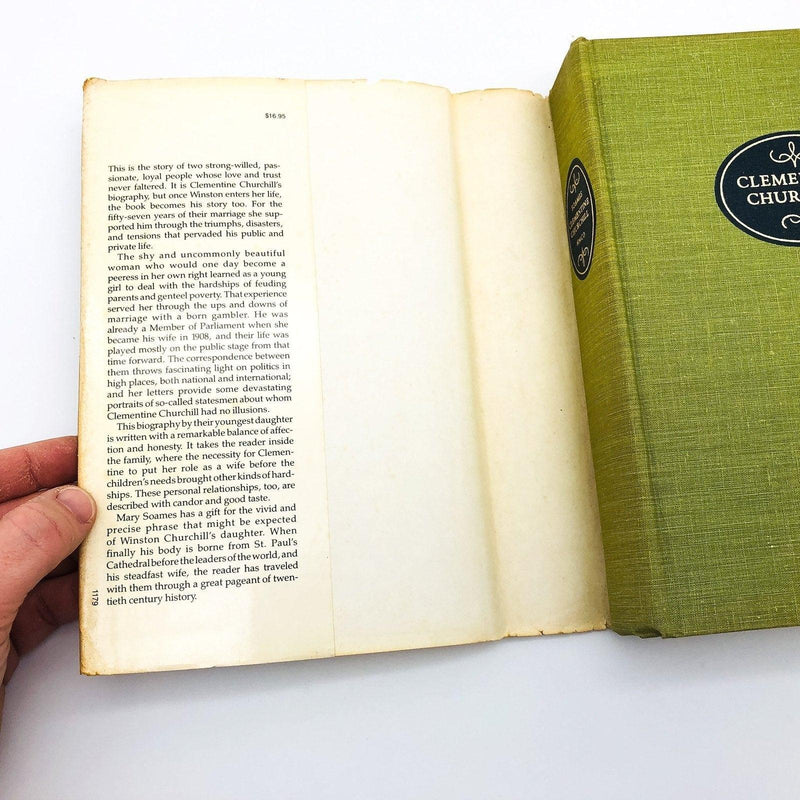 $16.95
This is the story of two strong-willed, pas-
sionate, loyal people whose love and trust
never faltered. It is Clementine Churchill's
biography, but once Winston enters her life,
the book becomes his story too. For the
fifty-seven years of their marriage she sup-
ported him through the triumphs, disasters,
and tensions that pervaded his public and
private life.
The shy and uncommonly beautiful
woman who would one day become a
peeress in her own right learned as a young
girl to deal with the hardships of feuding
parents and genteel poverty. That experience
served her through the ups and downs of
marriage with a born gambler. He was
already a Member of Parliament when she
became his wife in 1908, and their life was
played mostly on the public stage from that
time forward. The correspondence between
them throws fascinating light on politics in
high places, both national and international;
and her letters provide some devastating
portraits of so-called statesmen about whom
Clementine Churchill had no illusions.
This biography by their youngest daughter
is written with a remarkable balance of affec-
tion and honesty. It takes the reader inside
the family, where the necessity for Clemen-
tine to put her role as a wife before the
children's needs brought other kinds of hard-
ships. These personal relationships, too, are
described with candor and good taste.
Mary Soames has a gift for the vivid and
precise phrase that might be expected
of Winston Churchill's daughter. When
finally his body is borne from St. Paul's
Cathedral before the leaders of the world, and
his steadfast wife, the reader has traveled
with them through a great pageant of twen-
tieth century history.
1179
SOAMES
CLEMENTINE
CHURCHILL
CLEMEN
CHUR